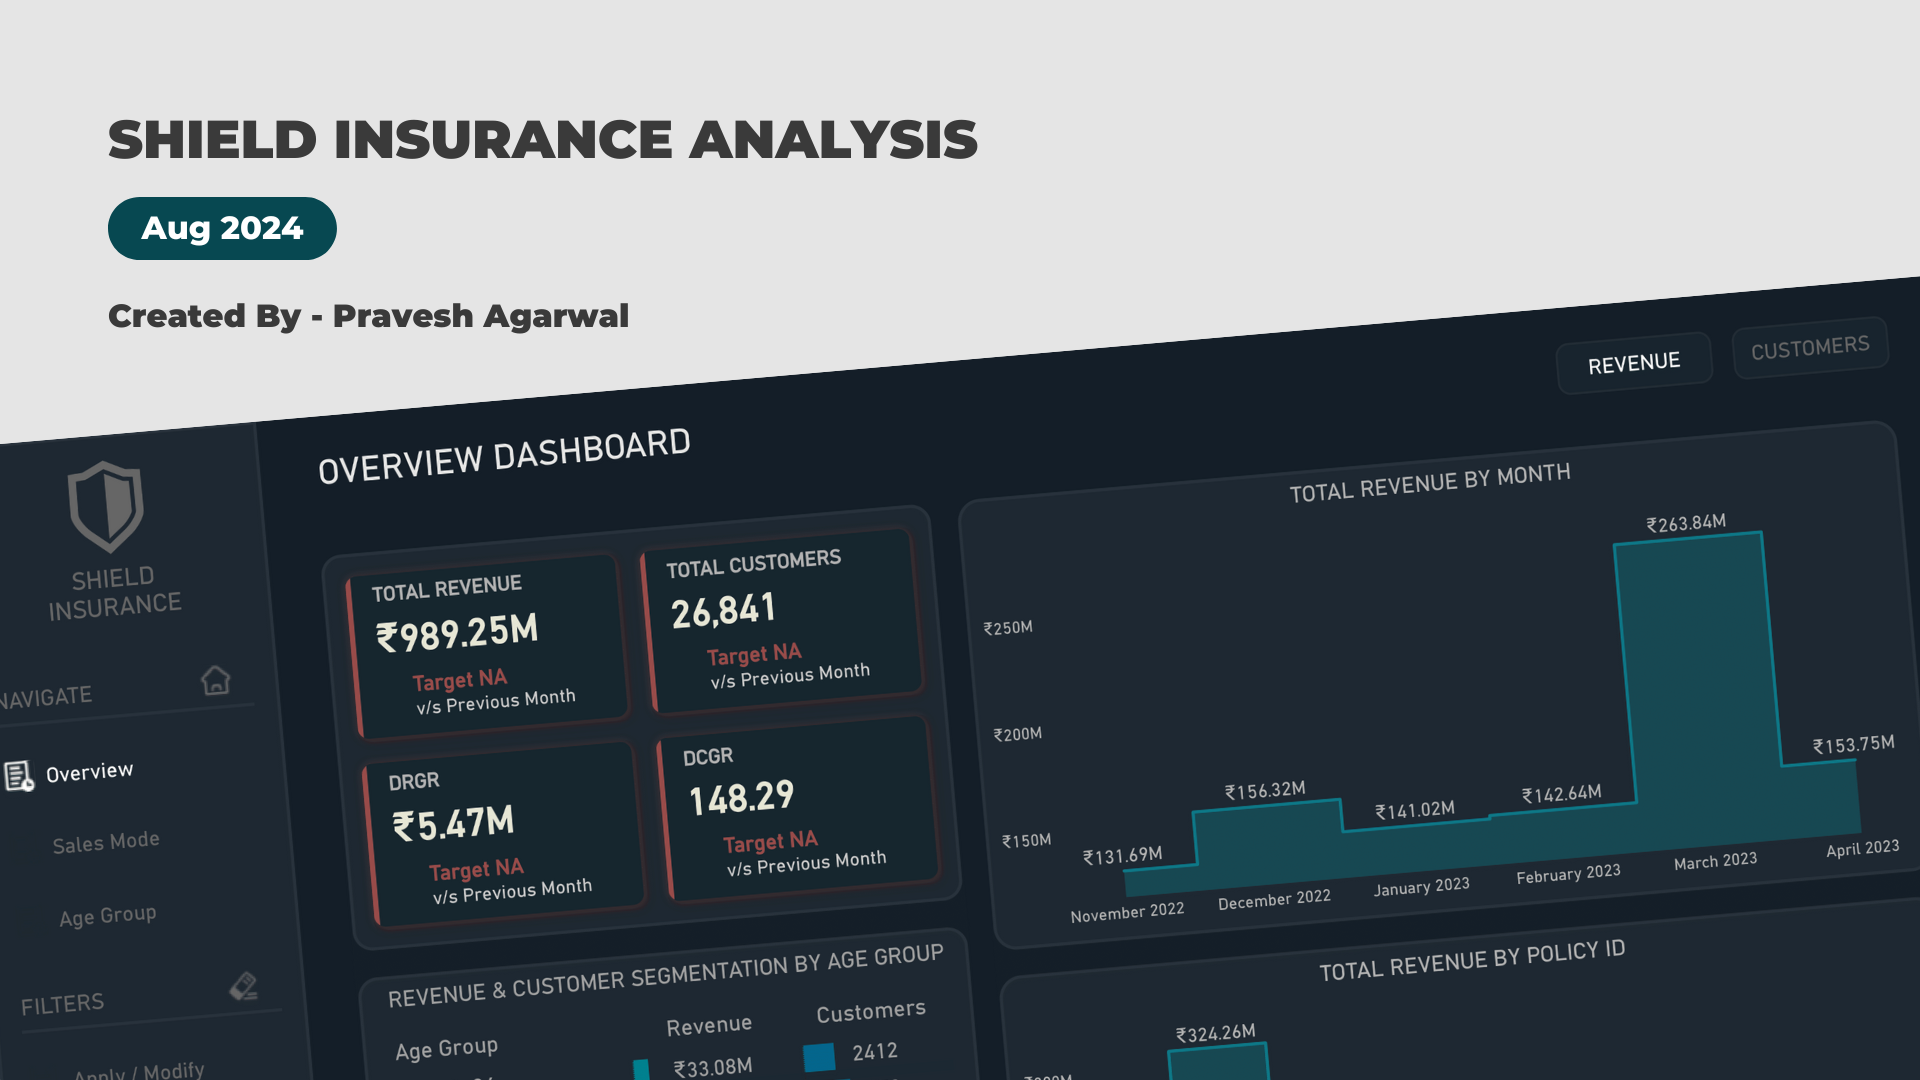 SHIELD INSURANCE ANALYSIS
Aug 2024
Created By - Pravesh Agarwal
REVENUE
CUSTOMERS
OVERVIEW DASHBOARD
SHIELD
INSURANCE
NAVIGATE
Overview
Sales Mode
Age Group
FILTERS
Apply / Modify
TOTAL REVENUE
₹989.25M
Target NA
v/s Previous Month
TOTAL CUSTOMERS
26,841
Target NA
v/s Previous Month
DRGR
₹5.47M
Target NA
v/s Previous Month
DCGR
148.29
Target NA
v/s Previous Month
TOTAL REVENUE BY MONTH
₹250M
₹200M
₹150M
₹131.69M
₹156.32M
₹141.02M
₹142.64M
₹263.84M
₹153.75M
November 2022
December 2022
January 2023
February 2023
March 2023
April 2023
REVENUE & CUSTOMER SEGMENTATION BY AGE GROUP
Age Group
Revenue
Customers
₹33.08M
2412
TOTAL REVENUE BY POLICY ID
₹324.26M